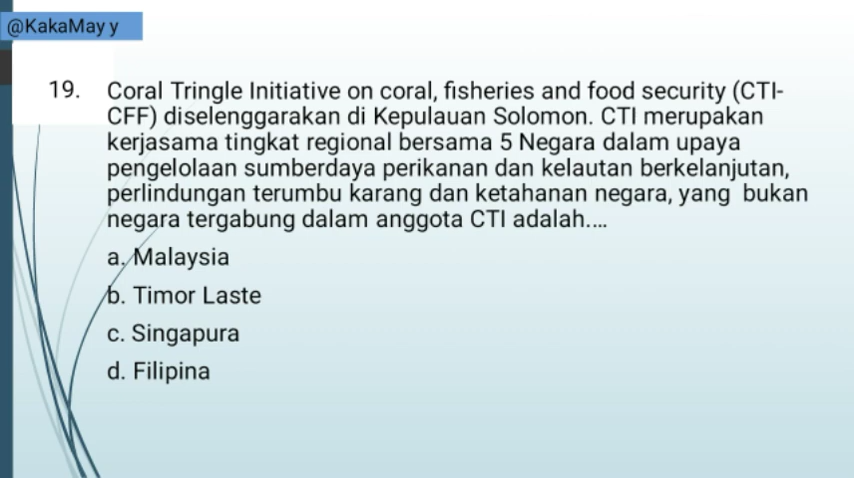 @KakaMay y
19. Coral Tringle Initiative on coral, fisheries and food security (CTI-
CFF) diselenggarakan di Kepulauan Solomon. CTI merupakan
kerjasama tingkat regional bersama 5 Negara dalam upaya
pengelolaan sumberdaya perikanan dan kelautan berkelanjutan,
perlindungan terumbu karang dan ketahanan negara, yang bukan
negara tergabung dalam anggota CTI adalah....
a. Malaysia
b. Timor Laste
c. Singapura
d. Filipina